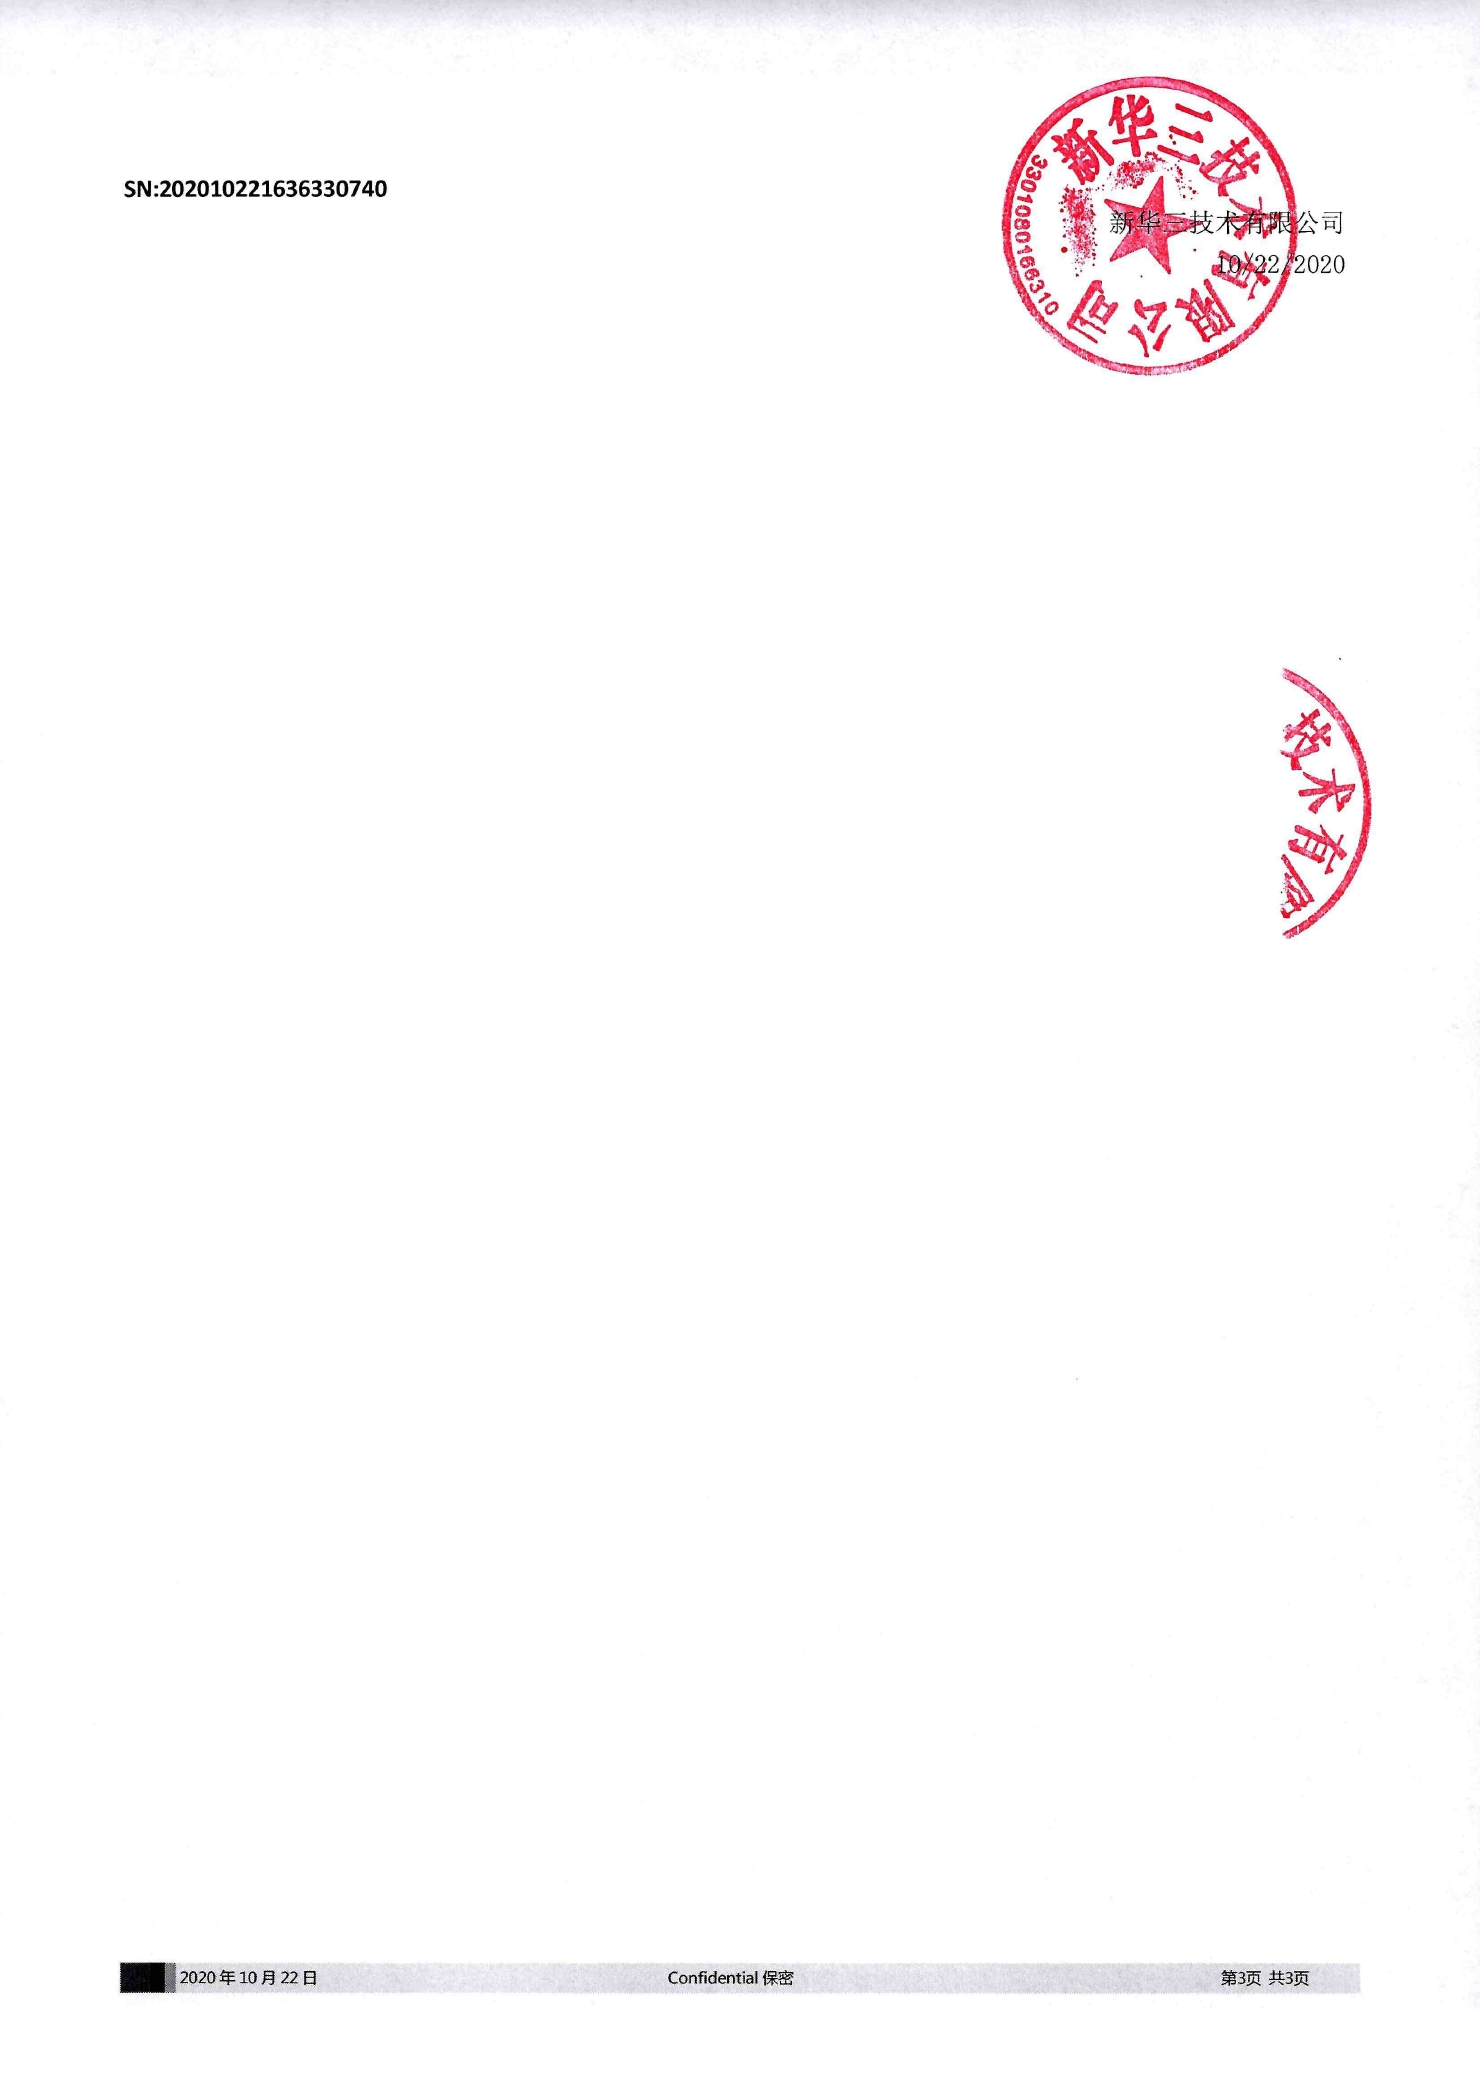 SN:202010221636330740
新华三技术有限公司
3301080166310
新华三技术有限公司
10/22/2020
技术有限
2020年10月22日 Confidential 保密 第3页 共3页